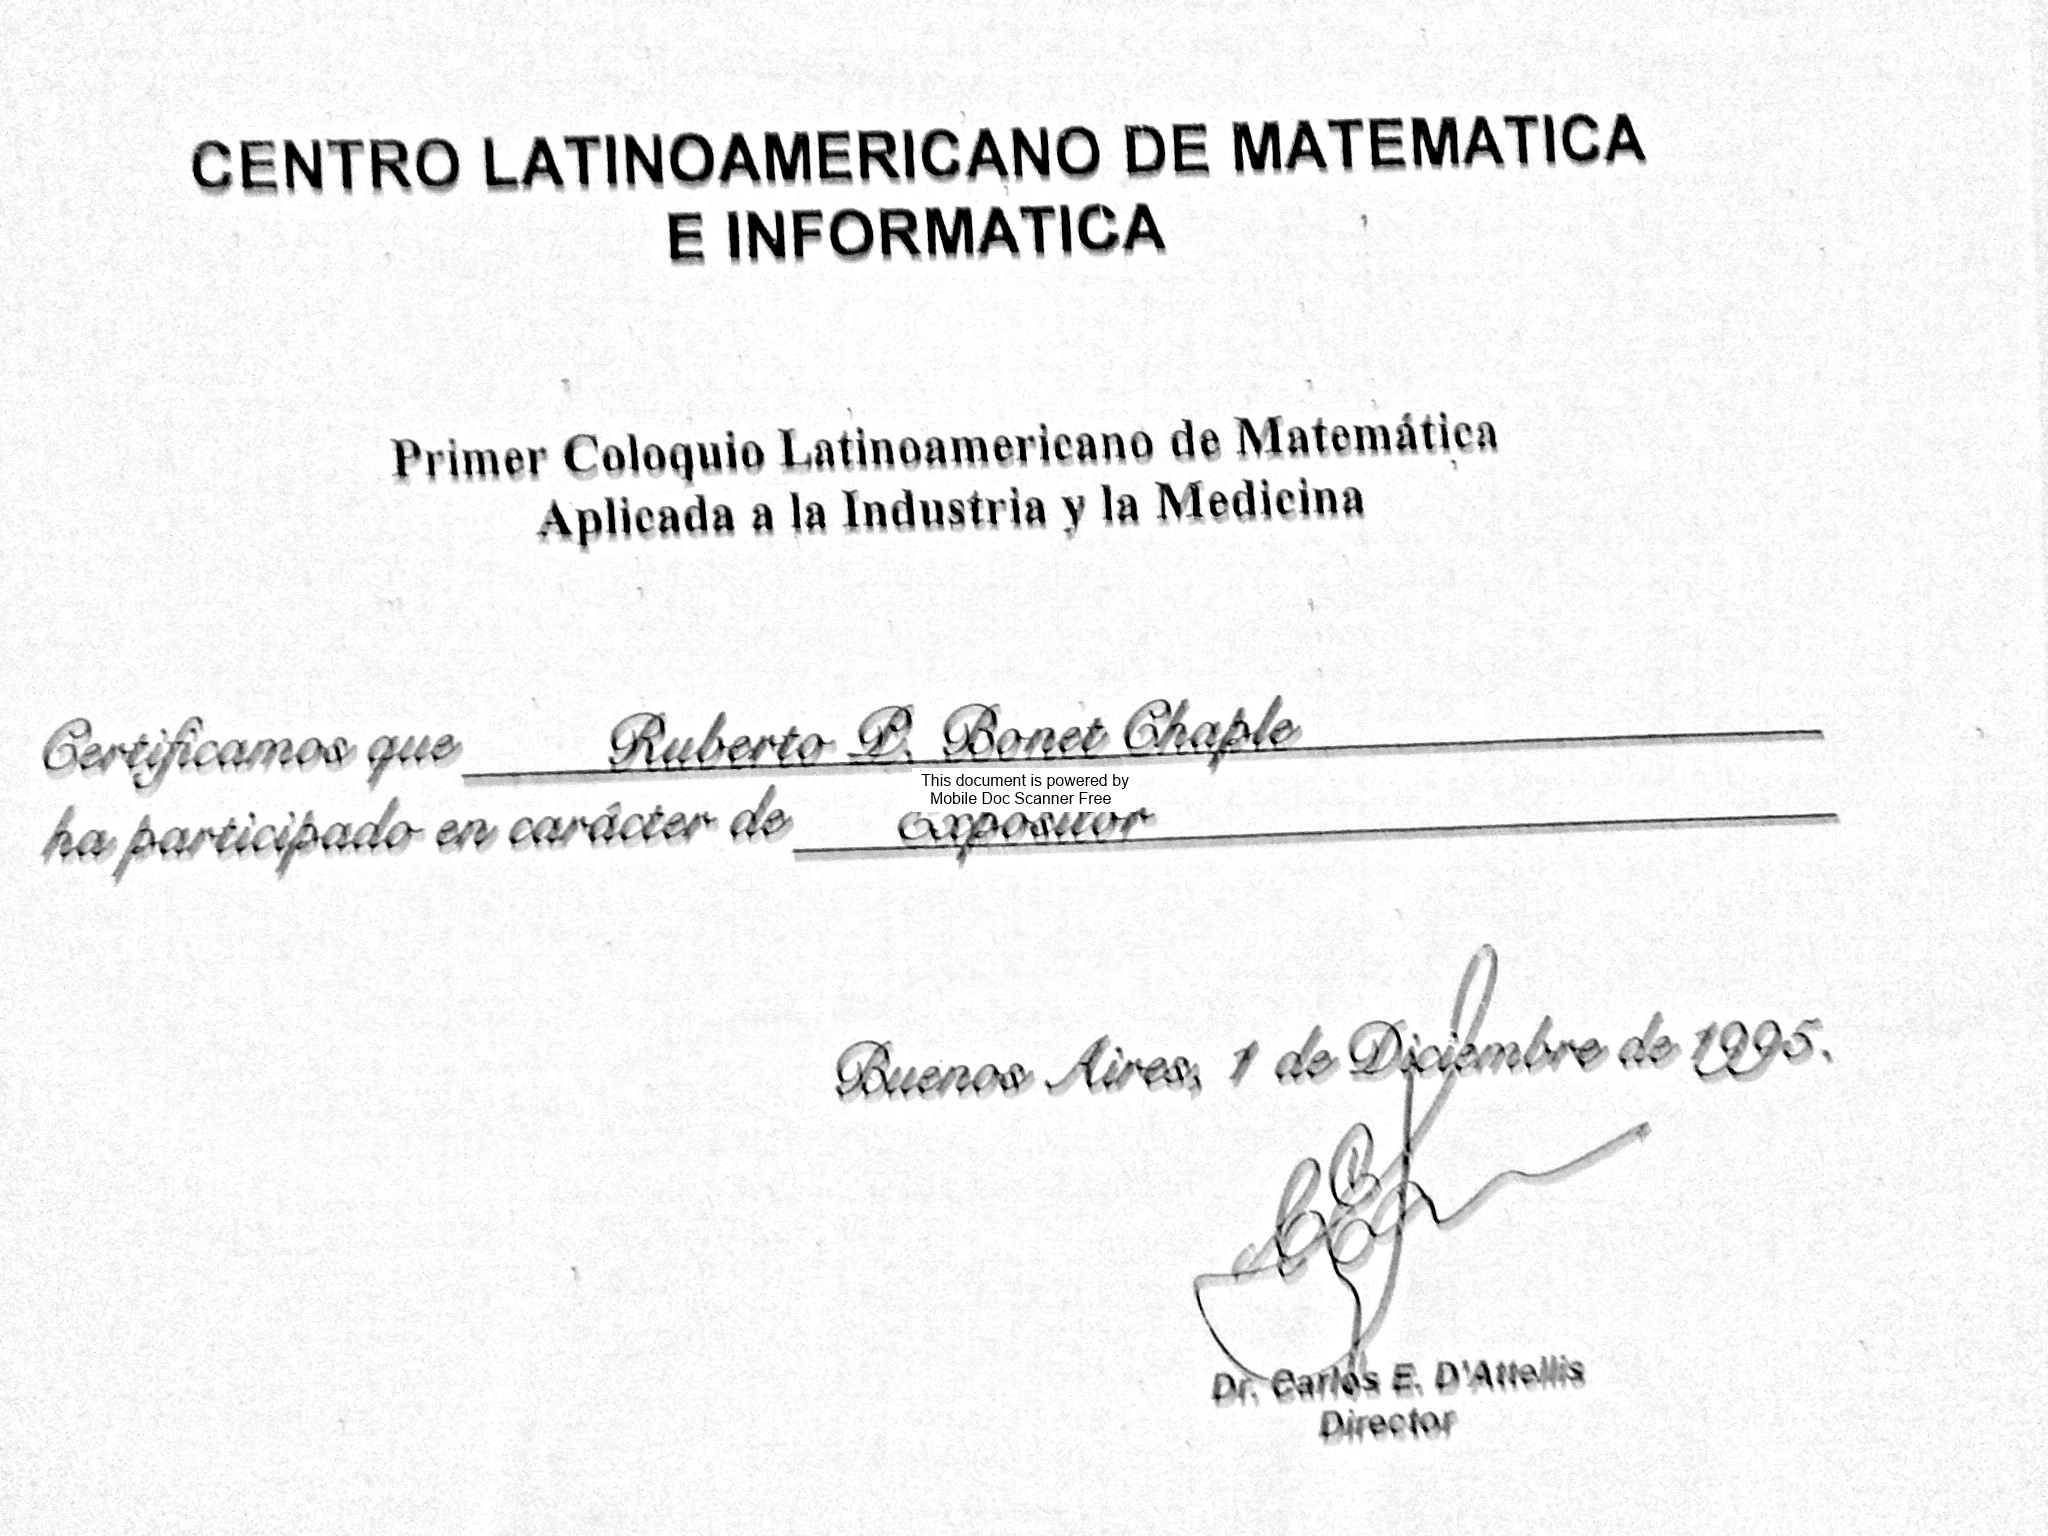 CENTRO LATINOAMERICANO DE MATEMATICA
E INFORMATICA
Primer Coloquio Latinoamericano de Matemática
Aplicada a la Industria y la Medicina
Certificamos que Ruberto P. Bonet Chaple
This document is powered by
Mobile Doc Scanner Free
ha participado en carácter de expositor
Buenos Aires, 1 de Diciembre de 1995.
Dr. Carlos E. D'Attellis
Director